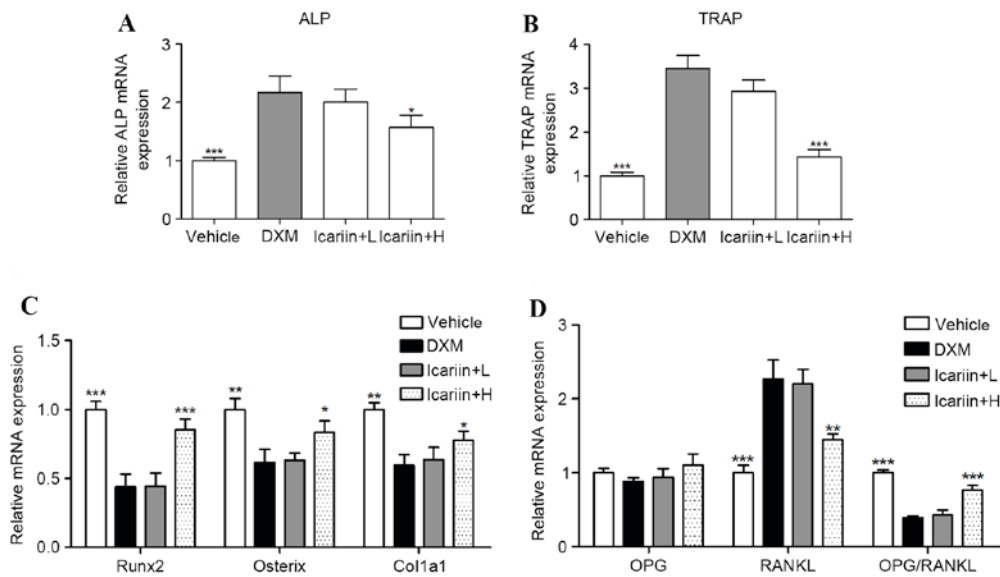 A
ALP
Relative ALP mRNA
expression
3
2
1
0
***
*
Vehicle
DXM
Icariin+L
Icariin+H
B
TRAP
Relative TRAP mRNA
expression
4
3
2
1
0
***
***
Vehicle
DXM
Icariin+L
Icariin+H
C
Relative mRNA expression
1.5
1.0
0.5
0.0
Vehicle
DXM
Icariin+L
Icariin+H
***
***
**
*
**
*
Runx2
Osterix
Col1a1
D
Relative mRNA expression
3
2
1
0
Vehicle
DXM
Icariin+L
Icariin+H
***
**
***
***
OPG
RANKL
OPG/RANKL